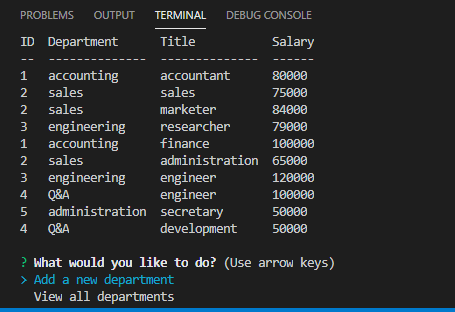 PROBLEMS OUTPUT TERMINAL DEBUG CONSOLE
ID Department Title Salary
-- -------------- -------------- ------
1 accounting accountant 80000
2 sales sales 75000
2 sales marketer 84000
3 engineering researcher 79000
1 accounting finance 100000
2 sales administration 65000
3 engineering engineer 120000
4 Q&A engineer 100000
5 administration secretary 50000
4 Q&A development 50000
? What would you like to do? (Use arrow keys)
> Add a new department
View all departments